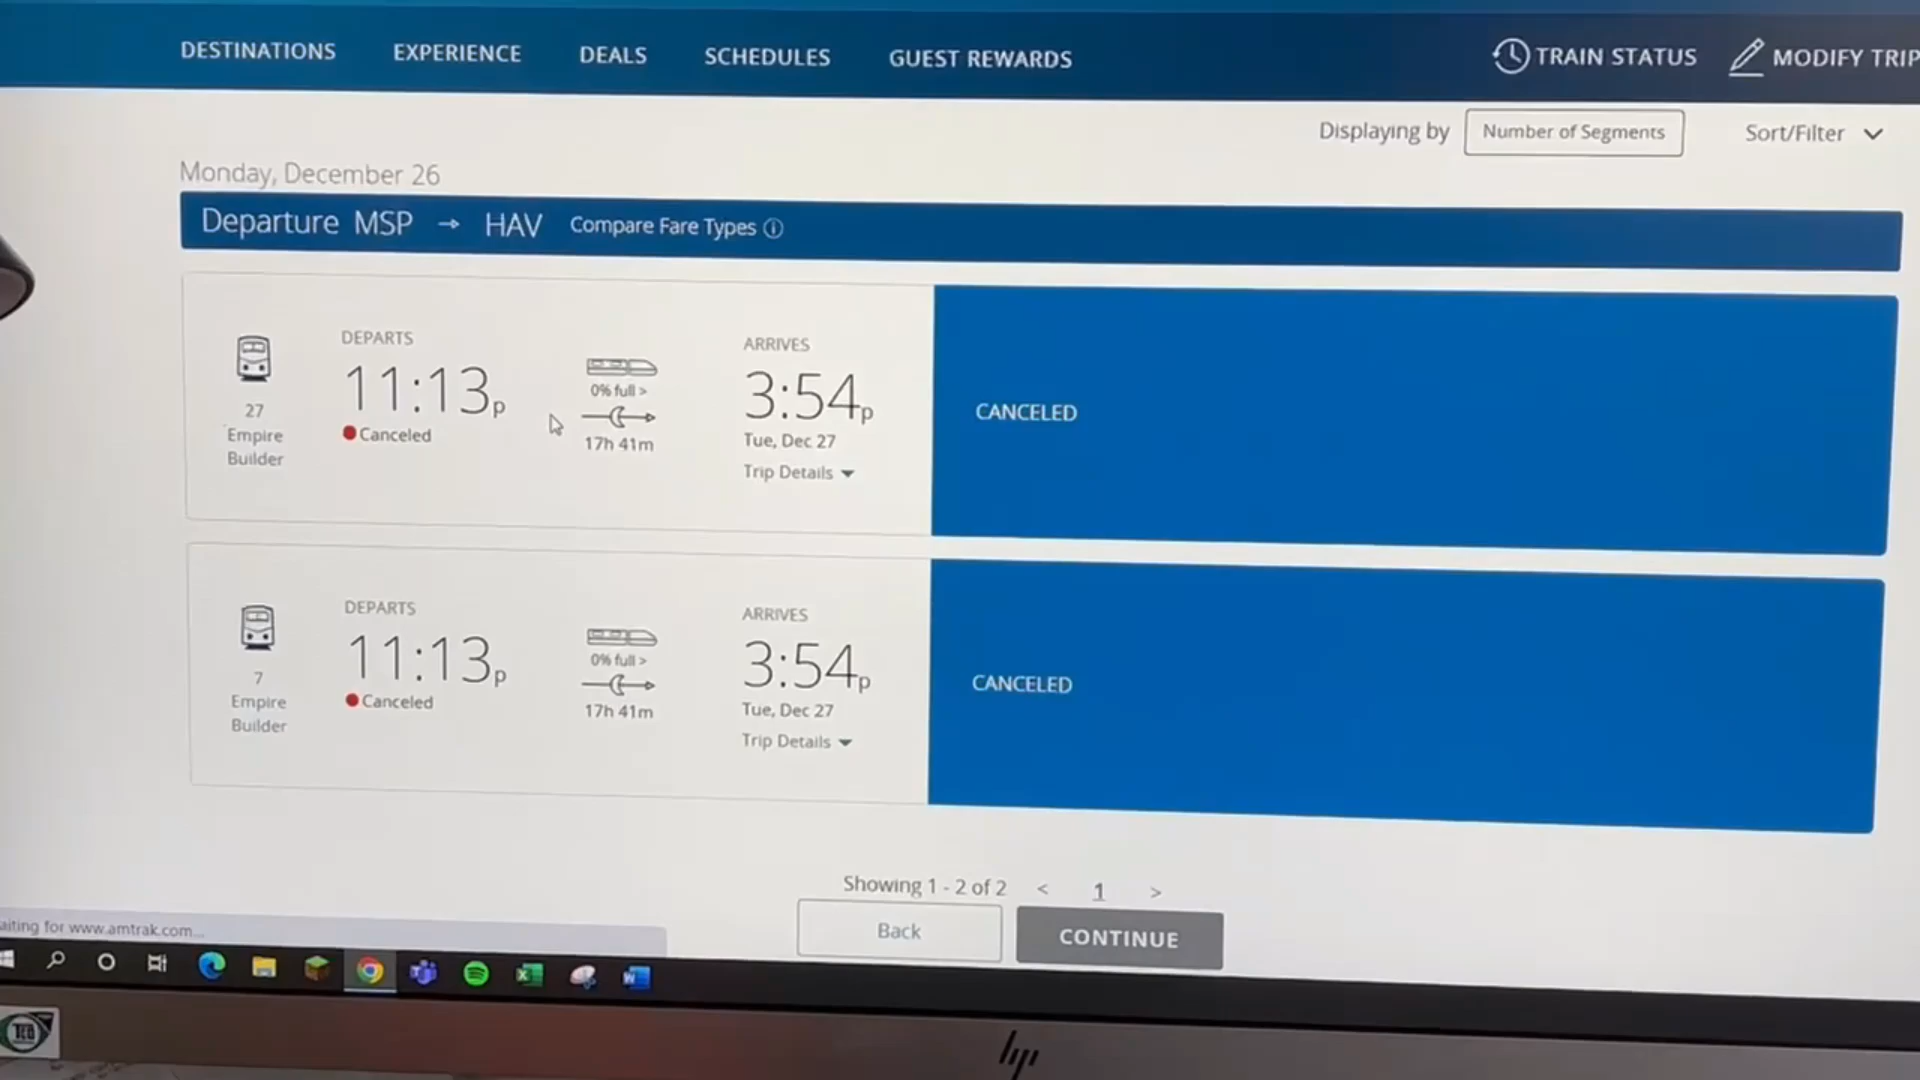 DESTINATIONS EXPERIENCE DEALS SCHEDULES GUEST REWARDS TRAIN STATUS MODIFY TRIP
Displaying by Number of Segments Sort/Filter
Monday, December 26
Departure MSP → HAV Compare Fare Types
DEPARTS ARRIVES
11:13p 0% full > 3:54p
27 Empire Builder
Canceled 17h 41m Tue, Dec 27
Trip Details
CANCELED
DEPARTS ARRIVES
11:13p 0% full > 3:54p
7 Empire Builder
Canceled 17h 41m Tue, Dec 27
Trip Details
CANCELED
Showing 1 - 2 of 2 < 1 >
Back CONTINUE
aiting for www.amtrak.com...
hp